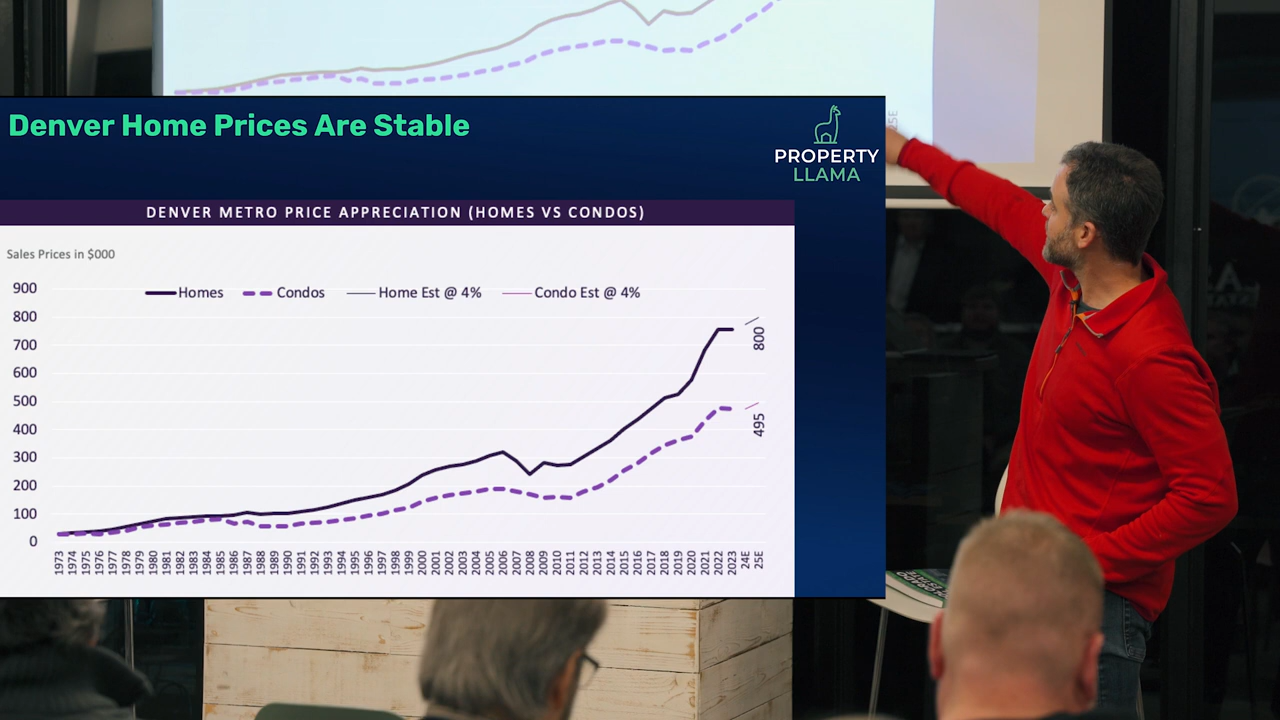 Denver Home Prices Are Stable
PROPERTY
LLAMA
DENVER METRO PRICE APPRECIATION (HOMES VS CONDOS)
Sales Prices in $000
Homes Condos Home Est @ 4% Condo Est @ 4%
900
800
700
600
500
400
300
200
100
0
800
495
1973 1974 1975 1976 1977 1978 1979 1980 1981 1982 1983 1984 1985 1986 1987 1988 1989 1990 1991 1992 1993 1994 1995 1996 1997 1998 1999 2000 2001 2002 2003 2004 2005 2006 2007 2008 2009 2010 2011 2012 2013 2014 2015 2016 2017 2018 2019 2020 2021 2022 2023 24E 25E